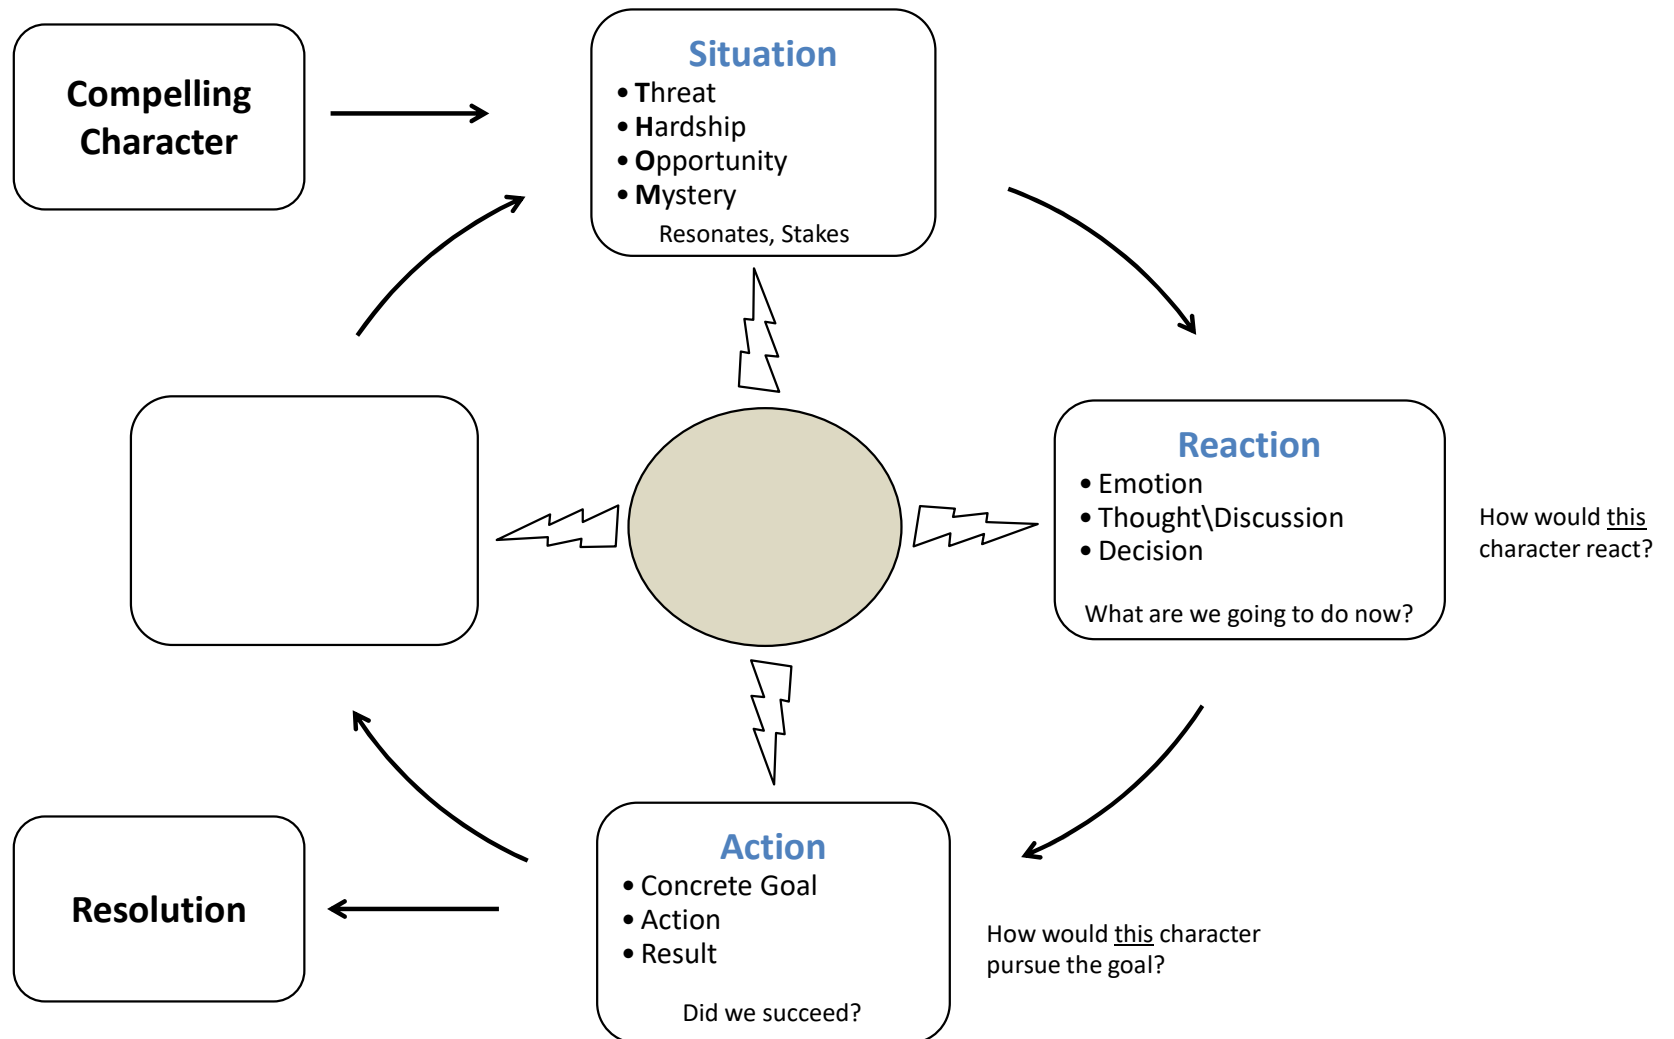 Compelling
Character
Situation
• Threat
• Hardship
• Opportunity
• Mystery
Resonates, Stakes
Reaction
• Emotion
• Thought\Discussion
• Decision
What are we going to do now?
How would this
character react?
Action
• Concrete Goal
• Action
• Result
Did we succeed?
How would this character
pursue the goal?
Resolution